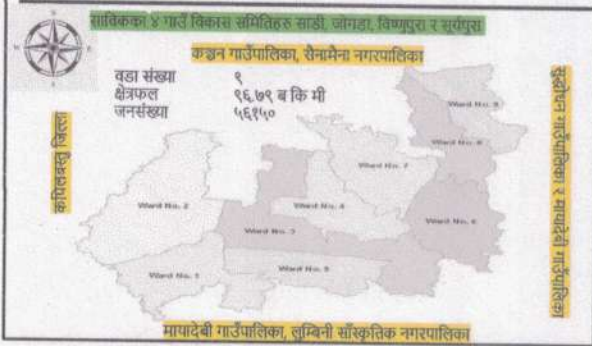 साविकका ४ गाउँ विकास समितिहरु सांडी, जोगडा, विष्णुपुरा र सूर्यपुरा
कञ्चन गाउँपालिका, सैनामैना नगरपालिका
वडा संख्या ९
क्षेत्रफल ९६.७९ ब कि मी
जनसंख्या ५६१५०
कपिलवस्तु जिल्ला
सुद्धोधन गाउँपालिका र मायादेवी गाउँपालिका
Ward No. 9
Ward No. 8
Ward No. 7
Ward No. 2
Ward No. 4
Ward No. 6
Ward No. 3
Ward No. 1
Ward No. 5
मायादेबी गाउँपालिका, लुम्बिनी साँस्कृतिक नगरपालिका